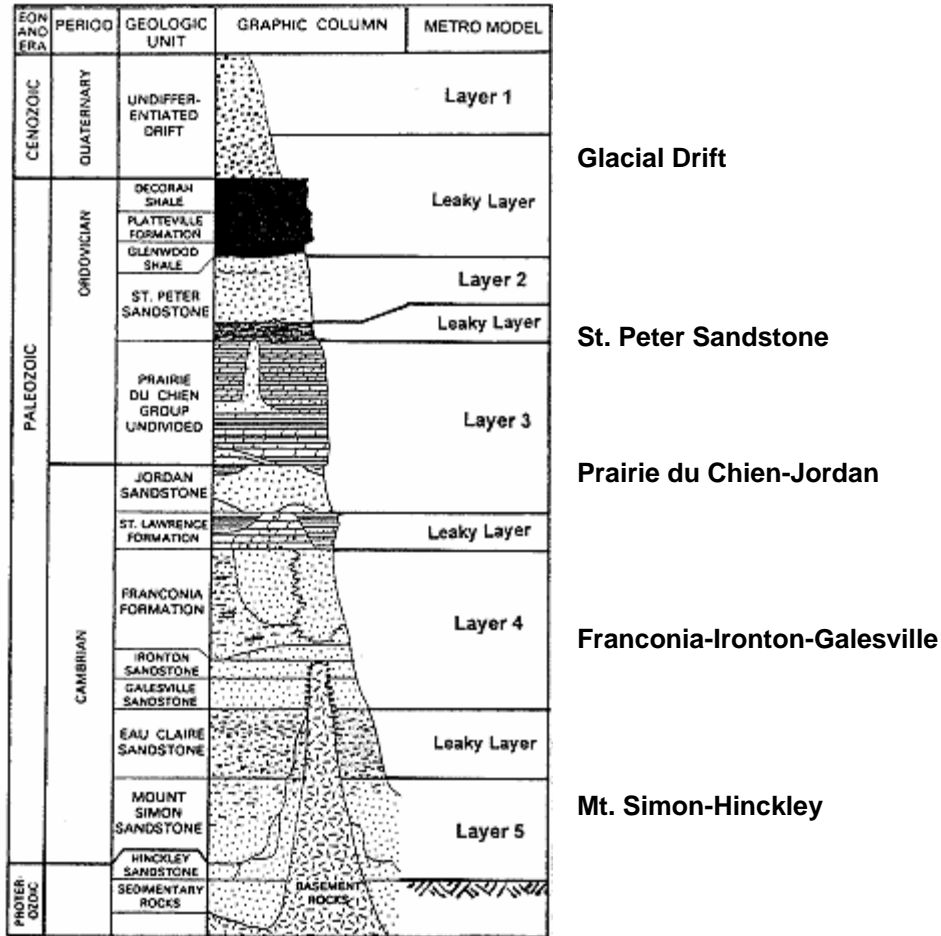 EON
AND
ERA
PERIOD
GEOLOGIC
UNIT
GRAPHIC COLUMN
METRO MODEL
CENOZOIC
QUATERNARY
UNDIFFER-
ENTIATED
DRIFT
Layer 1
Glacial Drift
PALEOZOIC
ORDOVICIAN
DECORAH
SHALE
PLATTEVILLE
FORMATION
GLENWOOD
SHALE
Leaky Layer
ST. PETER
SANDSTONE
Layer 2
Leaky Layer
St. Peter Sandstone
PRAIRIE
DU CHIEN
GROUP
UNDIVIDED
Layer 3
Prairie du Chien-Jordan
CAMBRIAN
JORDAN
SANDSTONE
ST. LAWRENCE
FORMATION
Leaky Layer
FRANCONIA
FORMATION
Layer 4
Franconia-Ironton-Galesville
IRONTON
SANDSTONE
GALESVILLE
SANDSTONE
EAU CLAIRE
SANDSTONE
Leaky Layer
MOUNT
SIMON
SANDSTONE
Layer 5
Mt. Simon-Hinckley
HINCKLEY
SANDSTONE
PROTER-
OZOIC
SEDIMENTARY
ROCKS
BASEMENT
ROCKS